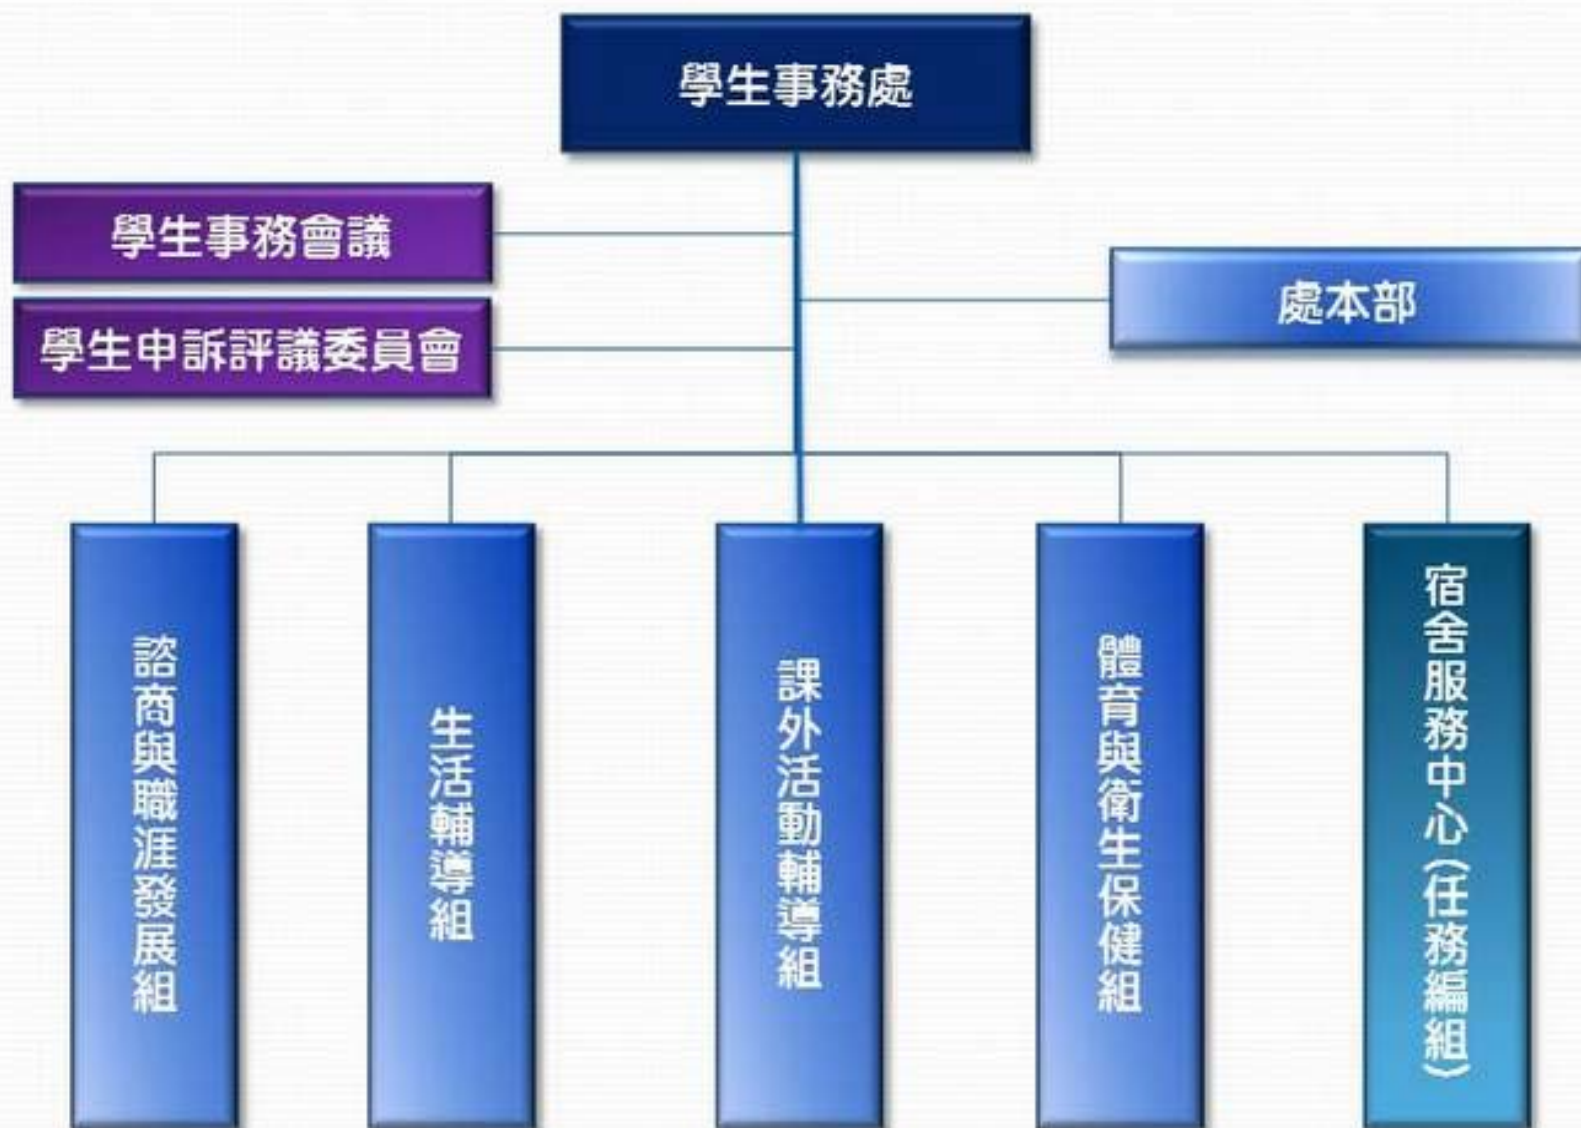 學生事務處
學生事務會議
處本部
學生申訴評議委員會
諮商與職涯發展組
生活輔導組
課外活動輔導組
體育與衛生保健組
宿舍服務中心(任務編組)